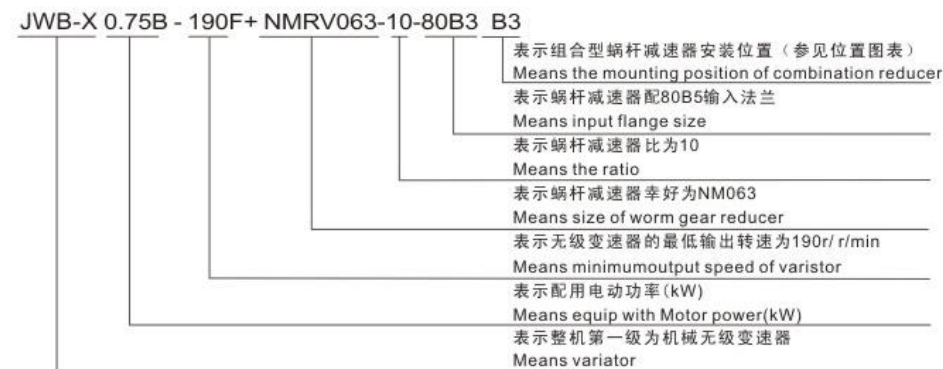 JWB-X 0.75B - 190F+ NMRV063-10-80B3 B3
表示组合型蜗杆减速器安装位置（参见位置图表）
Means the mounting position of combination reducer
表示蜗杆减速器配80B5输入法兰
Means input flange size
表示蜗杆减速器比为10
Means the ratio
表示蜗杆减速器幸好为NM063
Means size of worm gear reducer
表示无级变速器的最低输出转速为190r/ r/min
Means minimumoutput speed of varistor
表示配用电动功率(kW)
Means equip with Motor power(kW)
表示整机第一级为机械无级变速器
Means variator